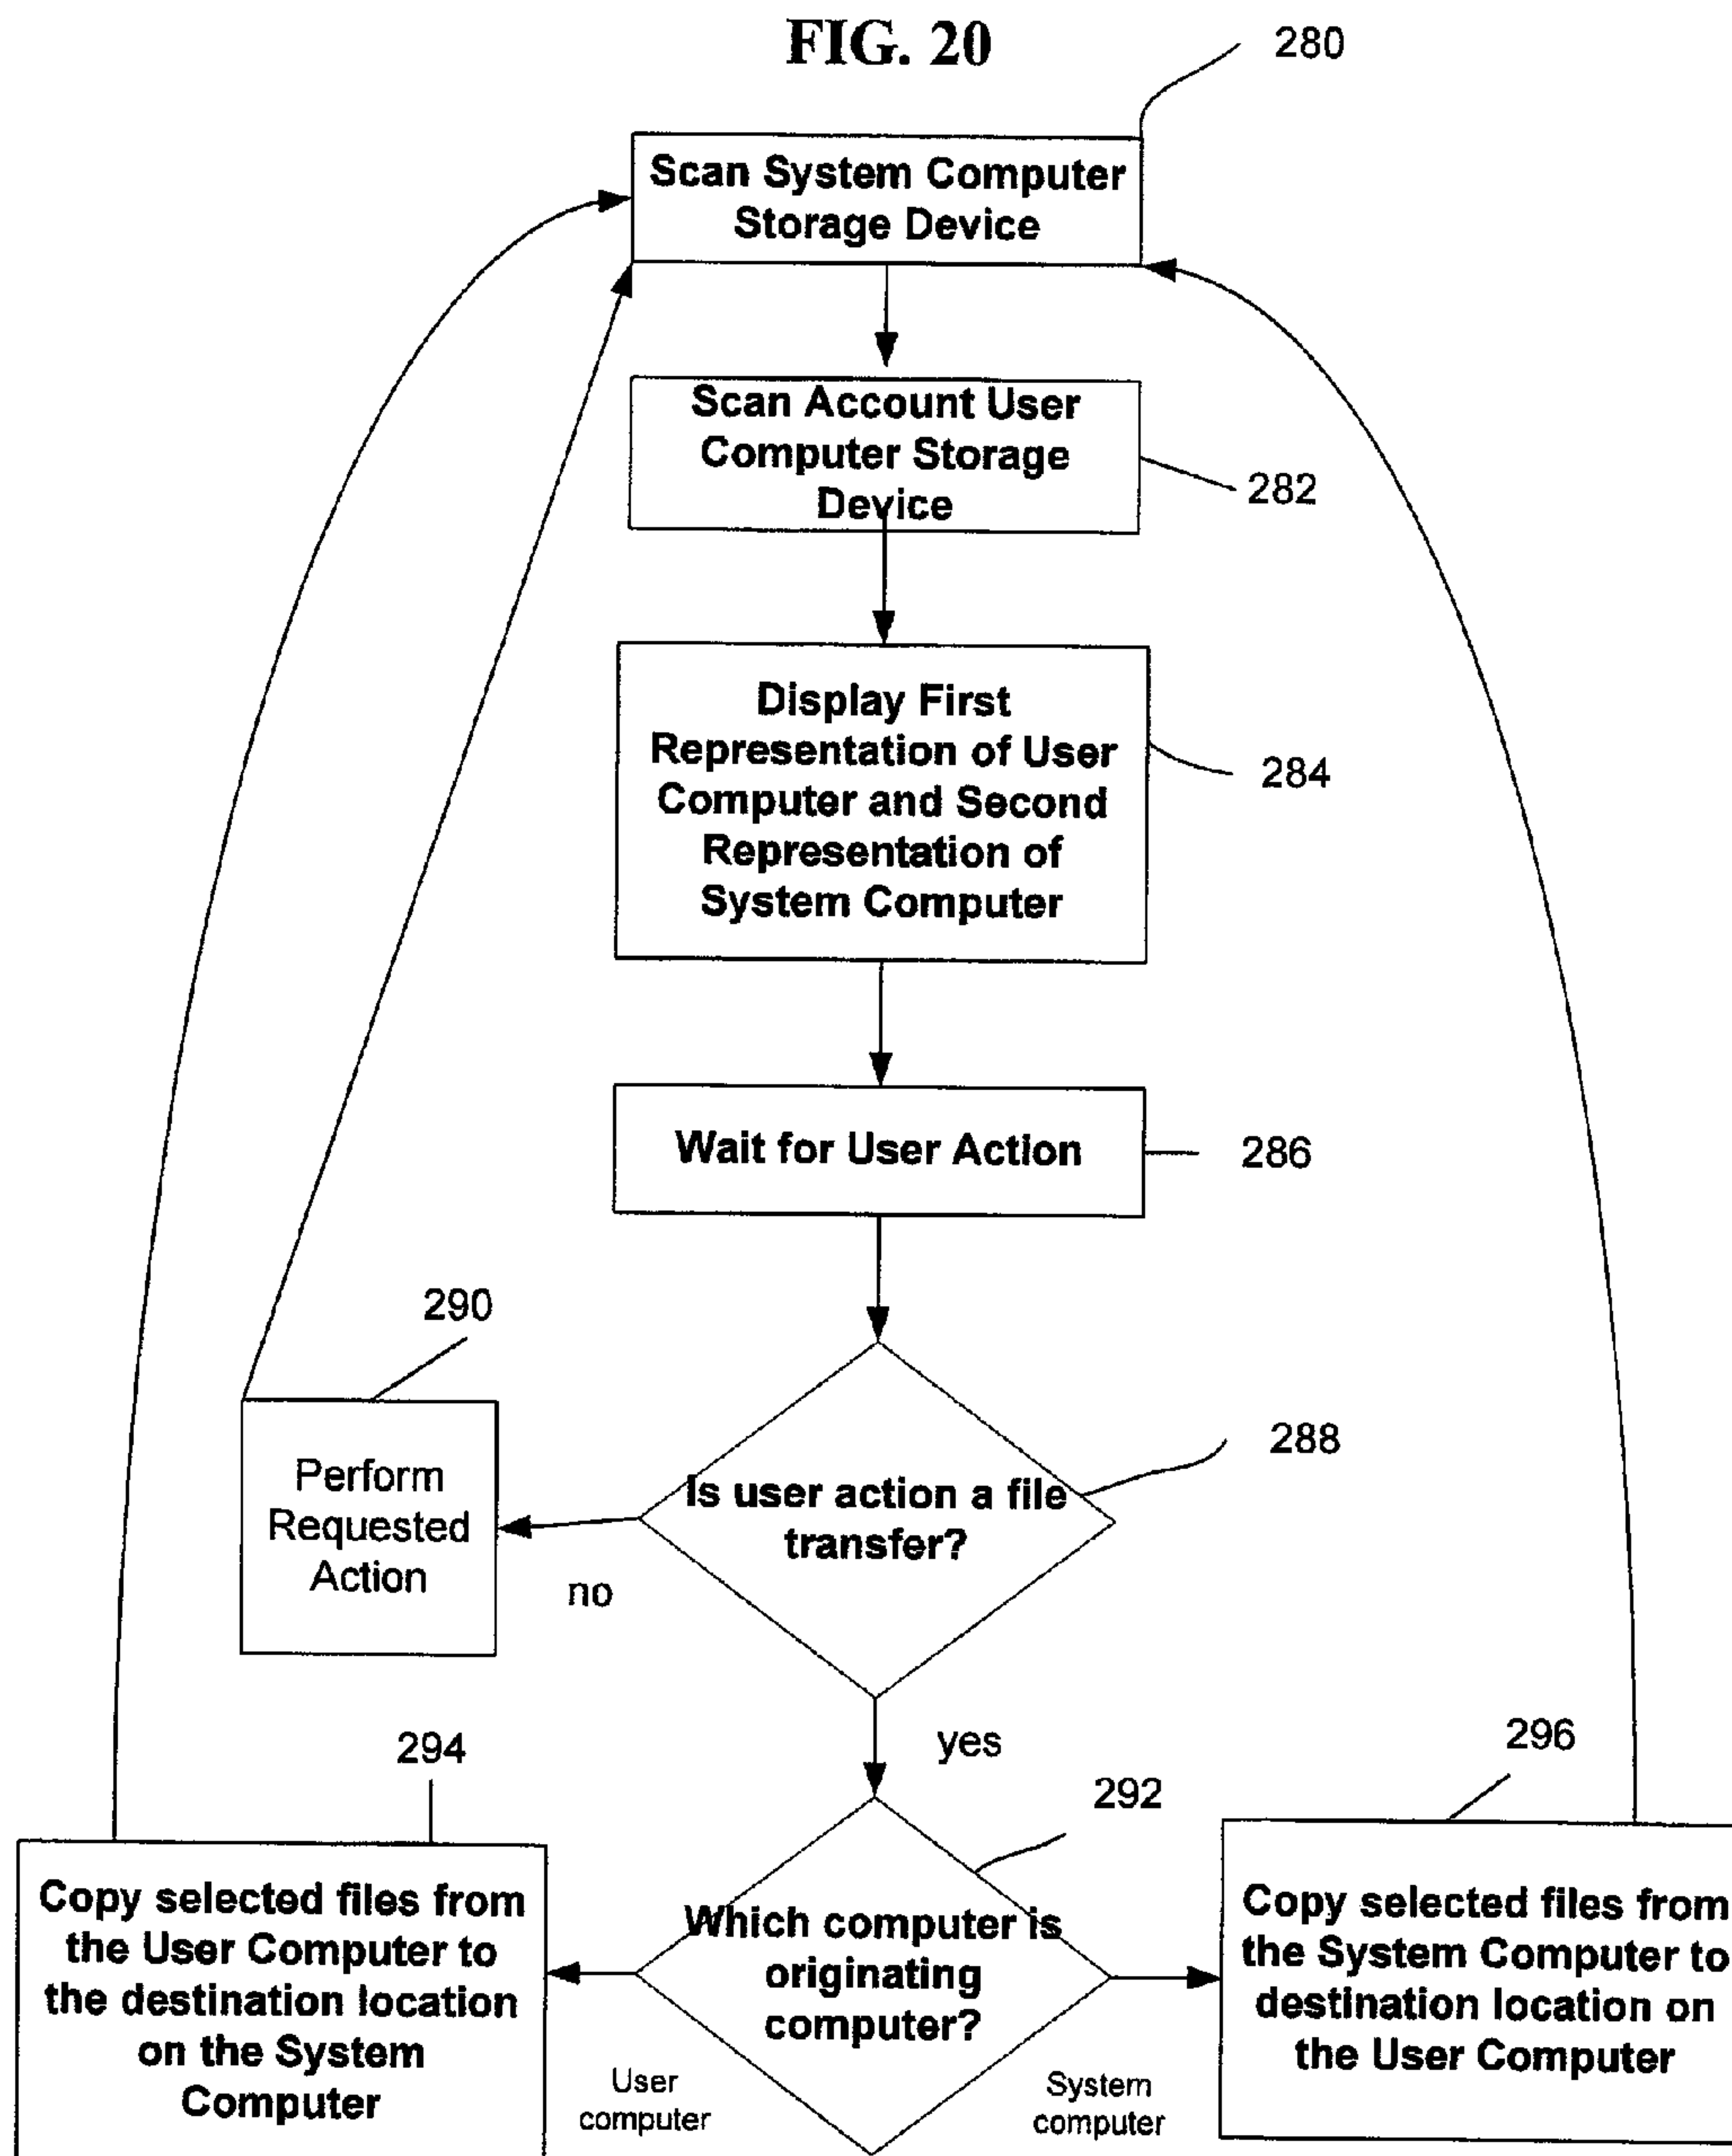 FIG. 20
280
Scan System Computer
Storage Device
Scan Account User
Computer Storage
Device
282
Display First
Representation of User
Computer and Second
Representation of
System Computer
284
Wait for User Action
286
290
Perform
Requested
Action
288
Is user action a file
transfer?
no
yes
294
292
296
Copy selected files from
the User Computer to
the destination location
on the System
Computer
Which computer is
originating
computer?
User
computer
System
computer
Copy selected files from
the System Computer to
destination location on
the User Computer